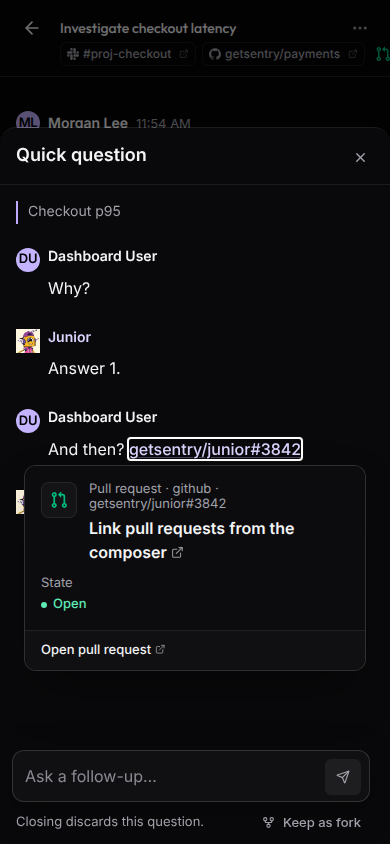 Investigate checkout latency
#proj-checkout
getsentry/payments
ML Morgan Lee 11:54 AM
Quick question
Checkout p95
DU Dashboard User
Why?
Junior
Answer 1.
DU Dashboard User
And then? getsentry/junior#3842
Pull request · github ·
getsentry/junior#3842
Link pull requests from the
composer
State
Open
Open pull request
Ask a follow-up...
Closing discards this question.
Keep as fork